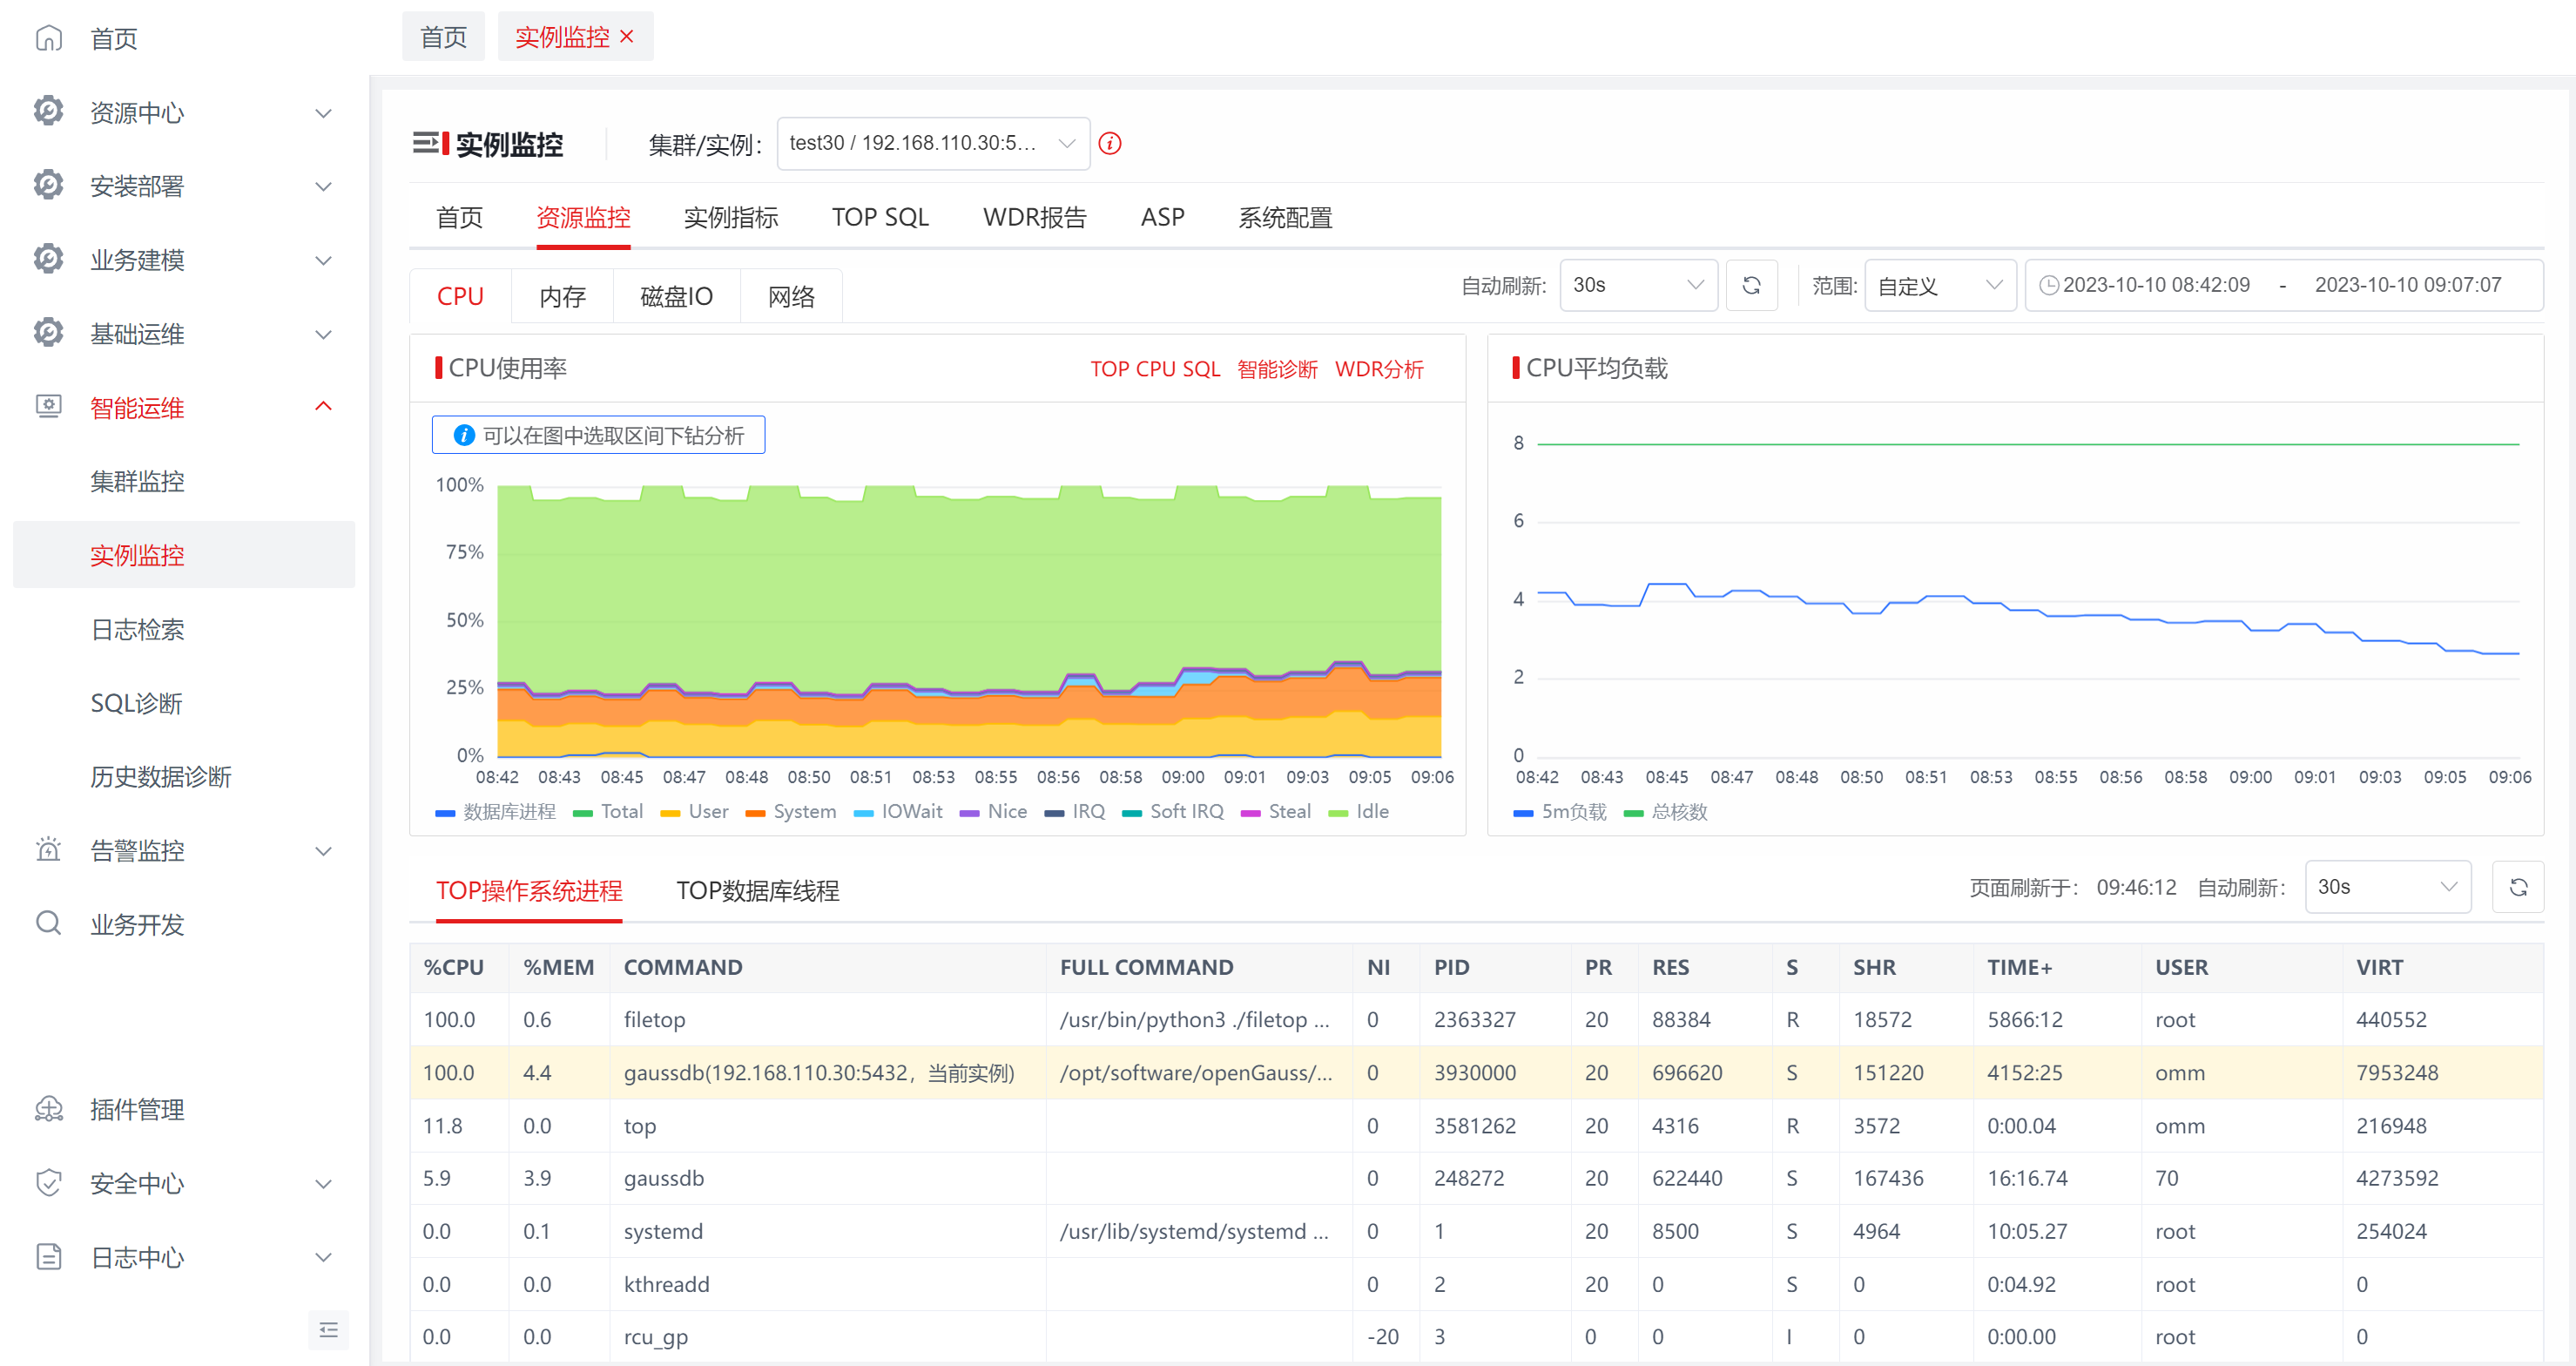 首页
资源中心
安装部署
业务建模
基础运维
智能运维
集群监控
实例监控
日志检索
SQL诊断
历史数据诊断
告警监控
业务开发
插件管理
安全中心
日志中心
首页 实例监控 ×
实例监控 集群/实例： test30 / 192.168.110.30:5...
首页 资源监控 实例指标 TOP SQL WDR报告 ASP 系统配置
CPU 内存 磁盘IO 网络 自动刷新: 30s 范围: 自定义 2023-10-10 08:42:09 - 2023-10-10 09:07:07
CPU使用率 TOP CPU SQL 智能诊断 WDR分析
可以在图中选取区间下钻分析
100%
75%
50%
25%
0%
08:42 08:43 08:45 08:47 08:48 08:50 08:51 08:53 08:55 08:56 08:58 09:00 09:01 09:03 09:05 09:06
数据库进程 Total User System IOWait Nice IRQ Soft IRQ Steal Idle
CPU平均负载
8
6
4
2
0
08:42 08:43 08:45 08:47 08:48 08:50 08:51 08:53 08:55 08:56 08:58 09:00 09:01 09:03 09:05 09:06
5m负载 总核数
TOP操作系统进程 TOP数据库线程 页面刷新于： 09:46:12 自动刷新： 30s
%CPU %MEM COMMAND FULL COMMAND NI PID PR RES S SHR TIME+ USER VIRT
100.0 0.6 filetop /usr/bin/python3 ./filetop ... 0 2363327 20 88384 R 18572 5866:12 root 440552
100.0 4.4 gaussdb(192.168.110.30:5432，当前实例) /opt/software/openGauss/... 0 3930000 20 696620 S 151220 4152:25 omm 7953248
11.8 0.0 top 0 3581262 20 4316 R 3572 0:00.04 omm 216948
5.9 3.9 gaussdb 0 248272 20 622440 S 167436 16:16.74 70 4273592
0.0 0.1 systemd /usr/lib/systemd/systemd ... 0 1 20 8500 S 4964 10:05.27 root 254024
0.0 0.0 kthreadd 0 2 20 0 S 0 0:04.92 root 0
0.0 0.0 rcu_gp -20 3 0 0 I 0 0:00.00 root 0